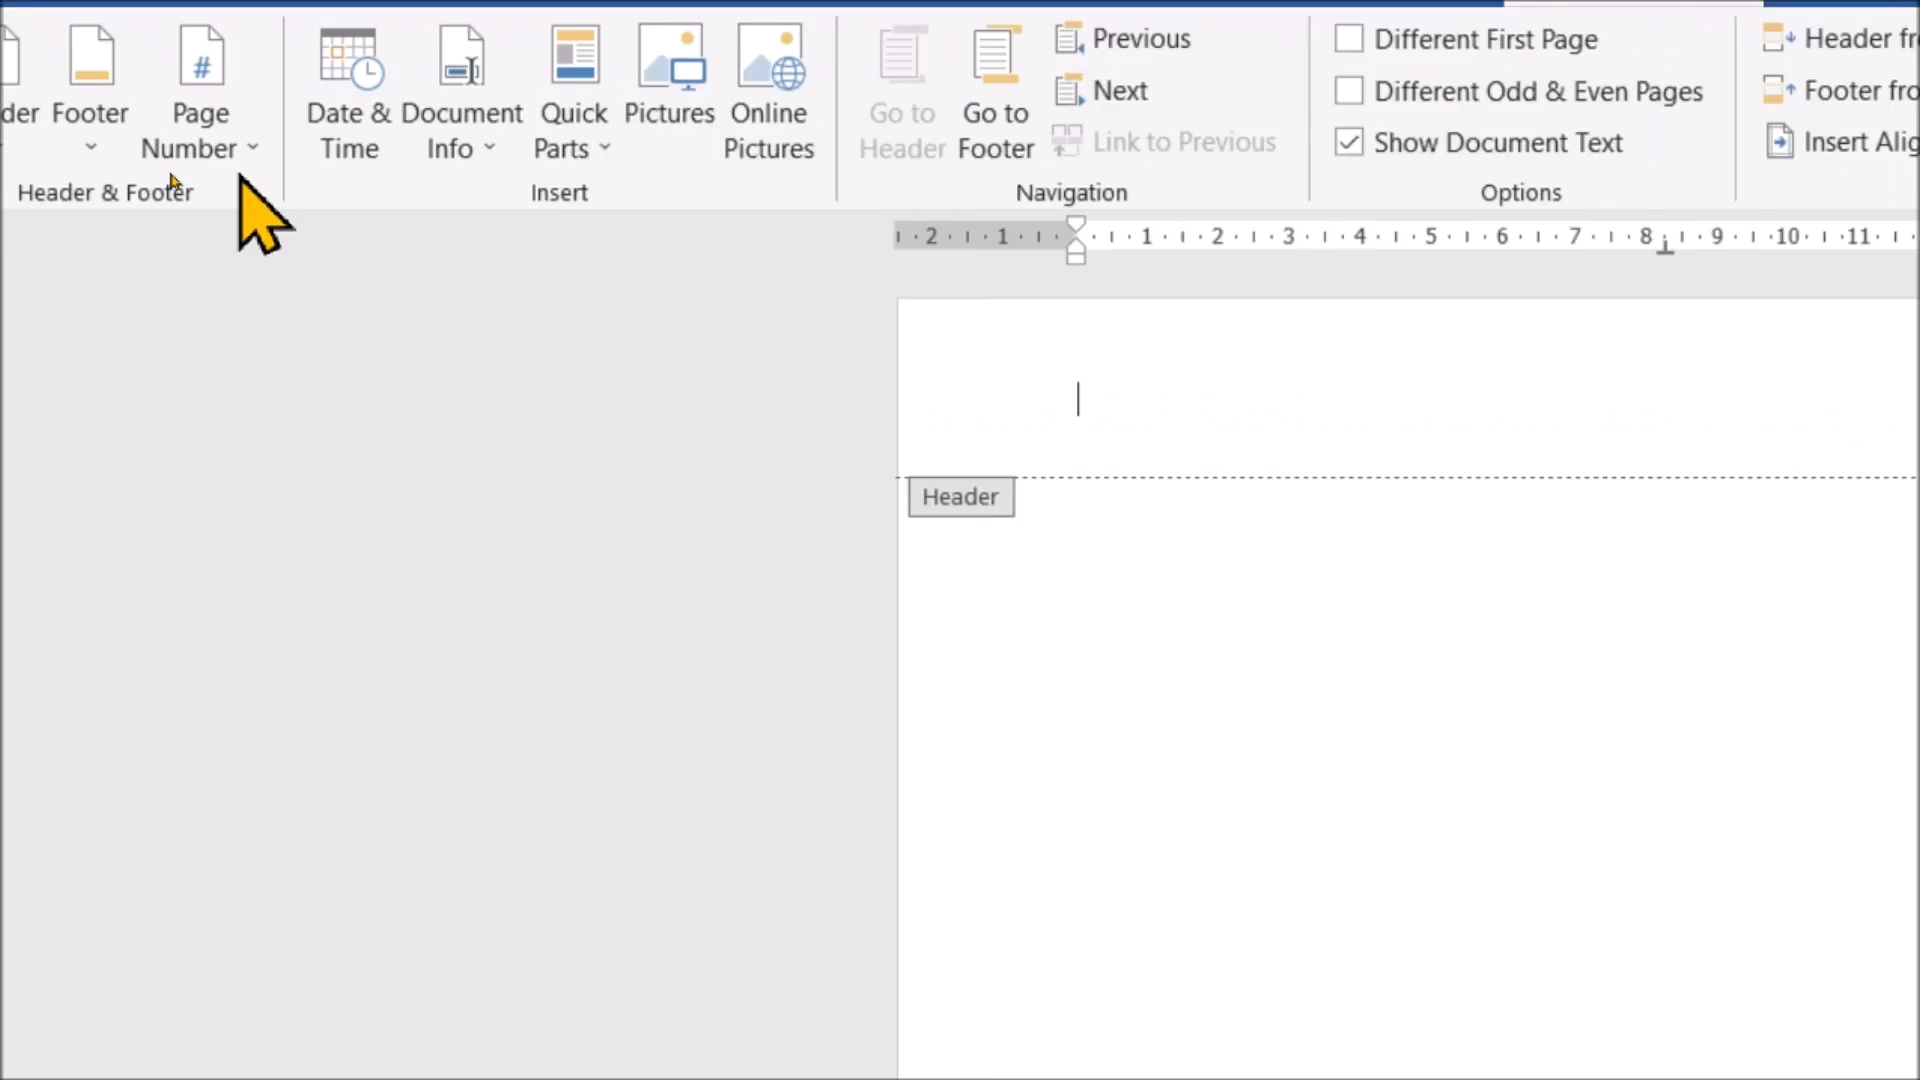 der Footer Page Number
Date & Time Document Info Quick Parts Pictures Online Pictures
Go to Header Go to Footer
Previous
Next
Link to Previous
Different First Page
Different Odd & Even Pages
Show Document Text
Header fr
Footer fro
Insert Alig
Header & Footer Insert Navigation Options
2 1 1 2 3 4 5 6 7 8 9 10 11
Header